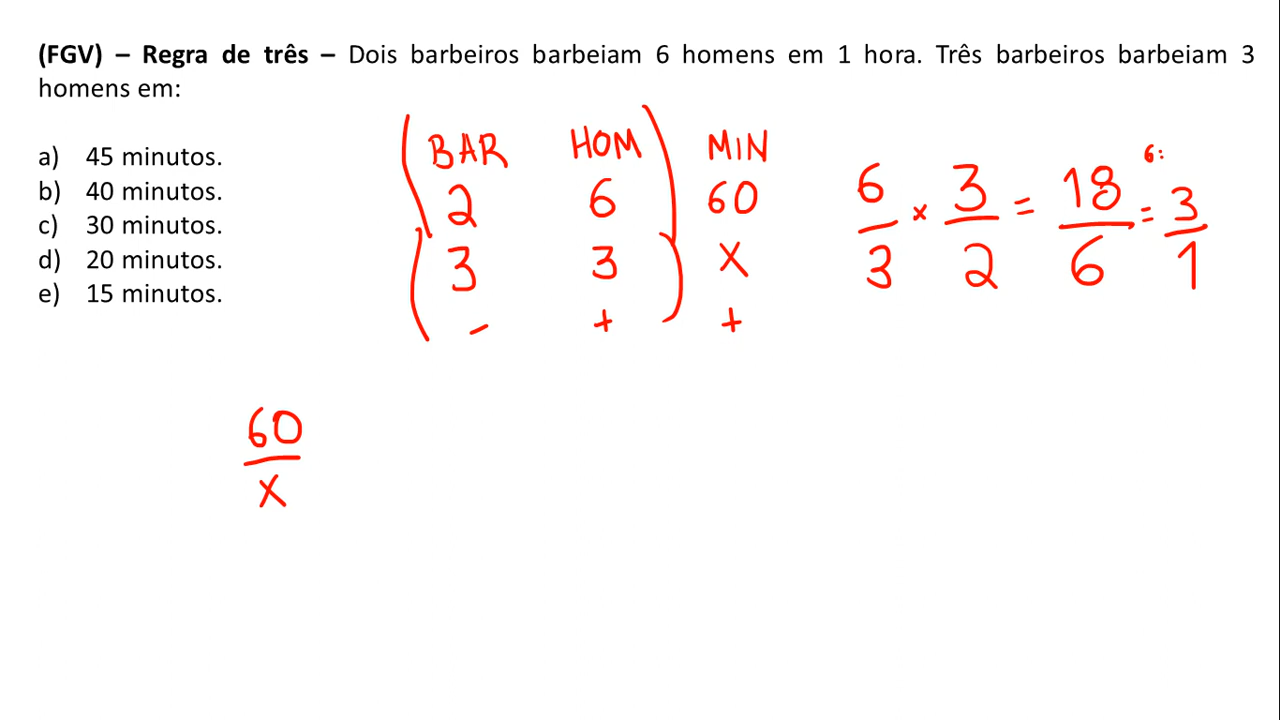 (FGV) – Regra de três – Dois barbeiros barbeiam 6 homens em 1 hora. Três barbeiros barbeiam 3
homens em:
a) 45 minutos.
b) 40 minutos.
c) 30 minutos.
d) 20 minutos.
e) 15 minutos.
BAR HOM MIN
2 6 60
3 3 X
- + +
6/3 × 3/2 = 18/6 = 3/1
6:
60
X